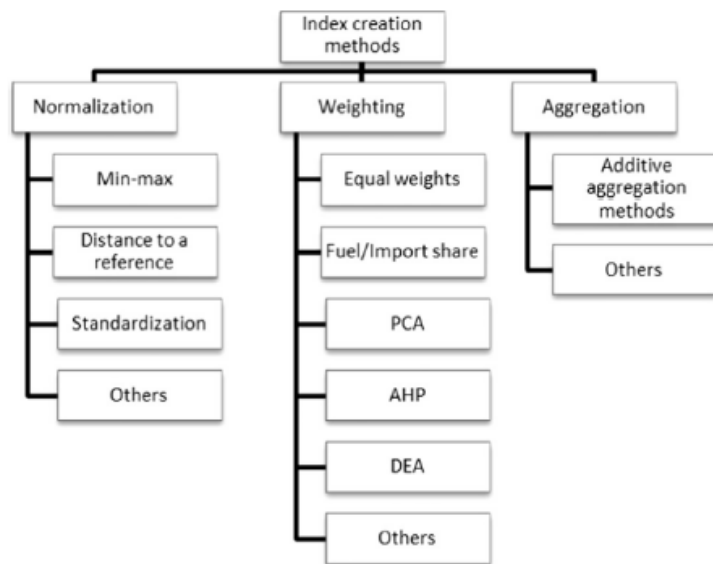 Index creation
methods
Normalization
Weighting
Aggregation
Min-max
Distance to a
reference
Standardization
Others
Equal weights
Fuel/Import share
PCA
AHP
DEA
Others
Additive
aggregation
methods
Others